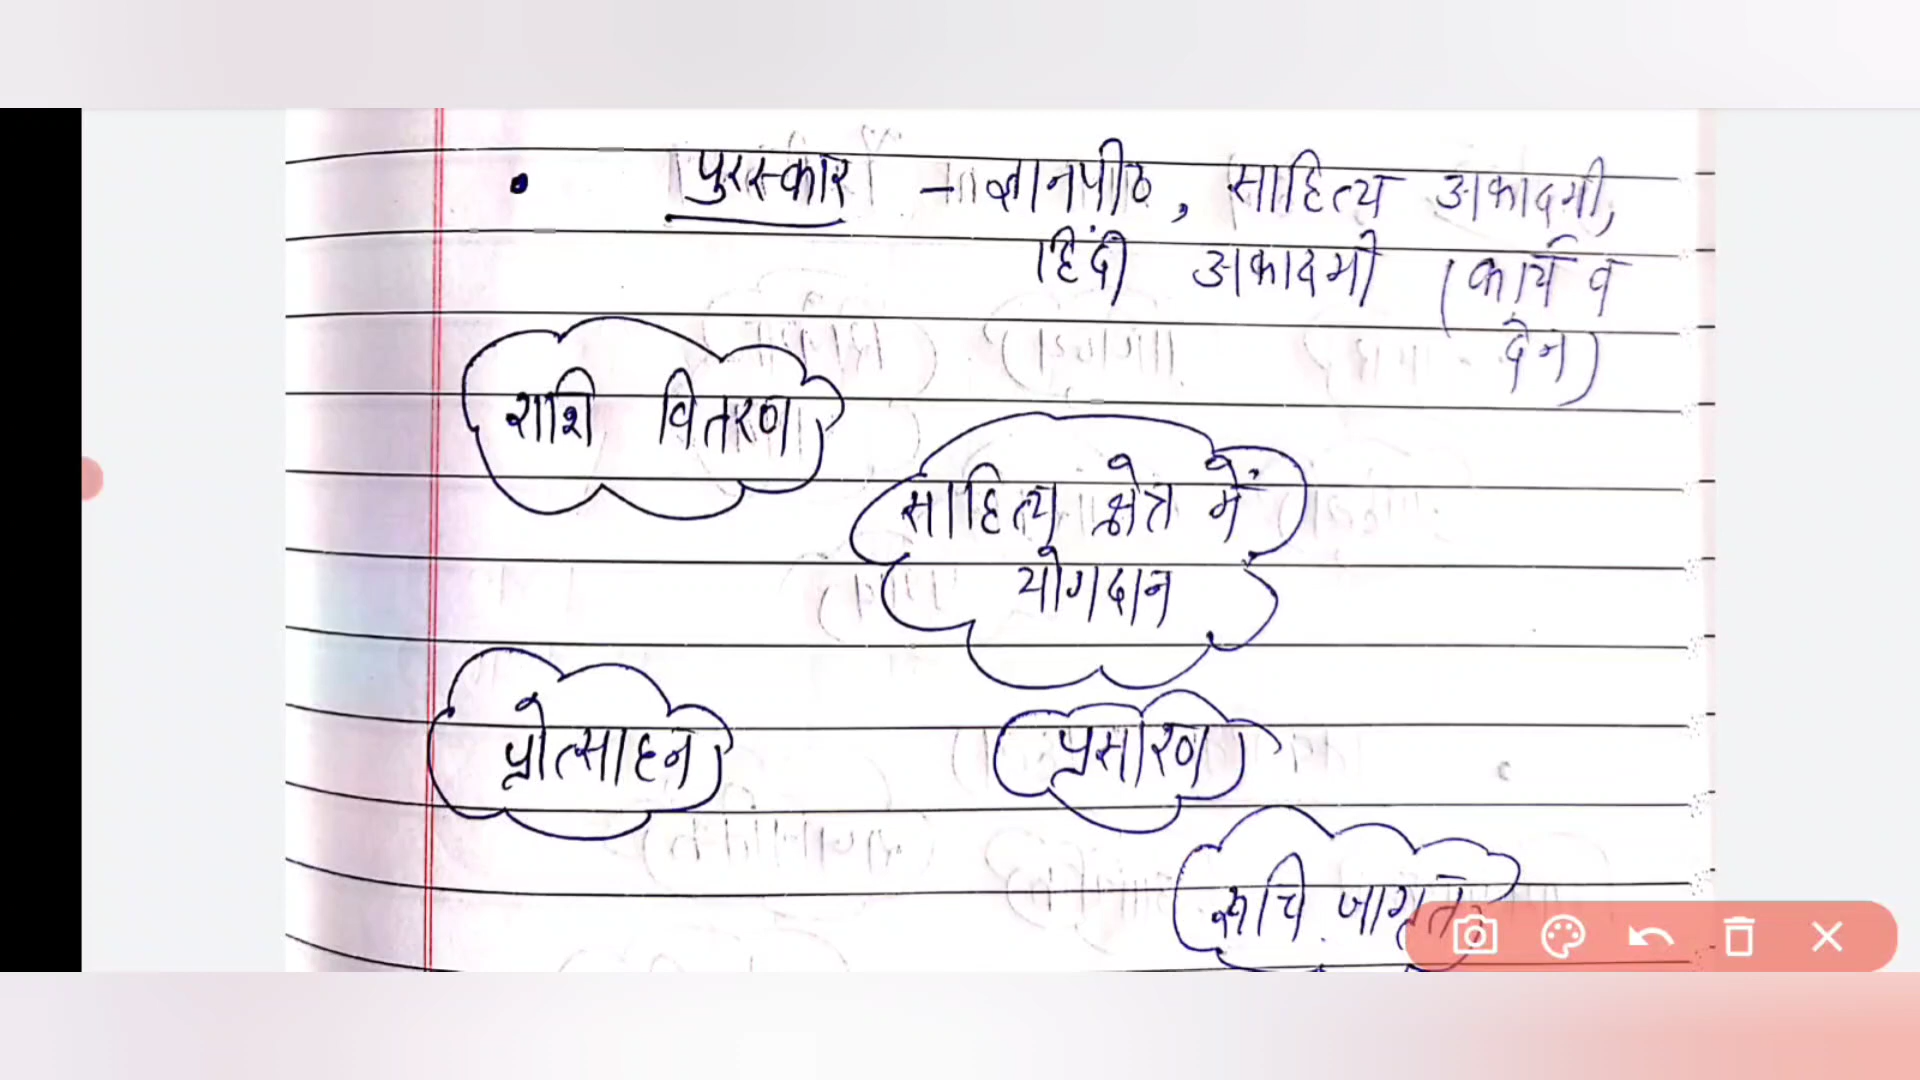 • पुरस्कार – ज्ञानपीठ, साहित्य अकादमी,
हिंदी अकादमी (कार्य व
देन)
राशि वितरण
साहित्य क्षेत्र में
योगदान
प्रोत्साहन
प्रसारण
रूचि जागृत